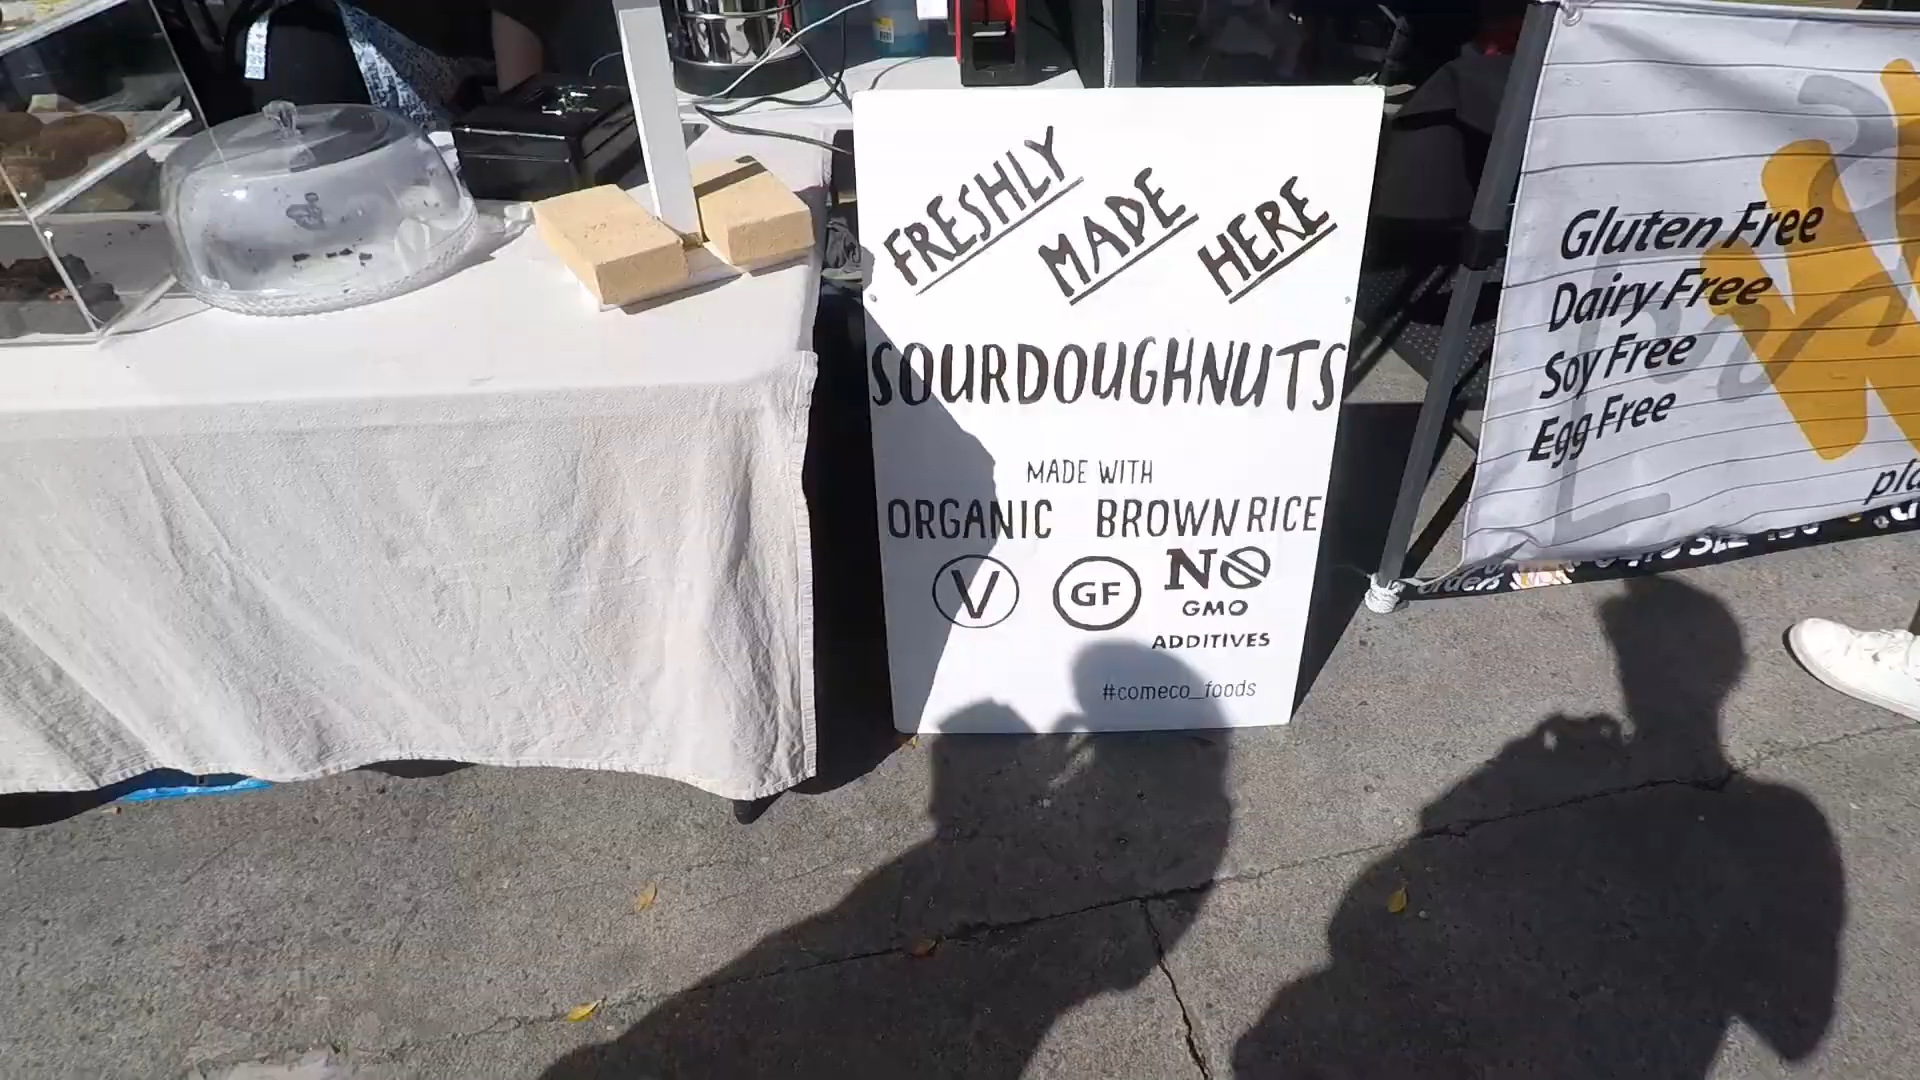 FRESHLY MADE HERE
SOURDOUGHNUTS
MADE WITH
ORGANIC BROWN RICE
V GF NO
GMO
ADDITIVES
#comeco_foods
Gluten Free
Dairy Free
Soy Free
Egg Free